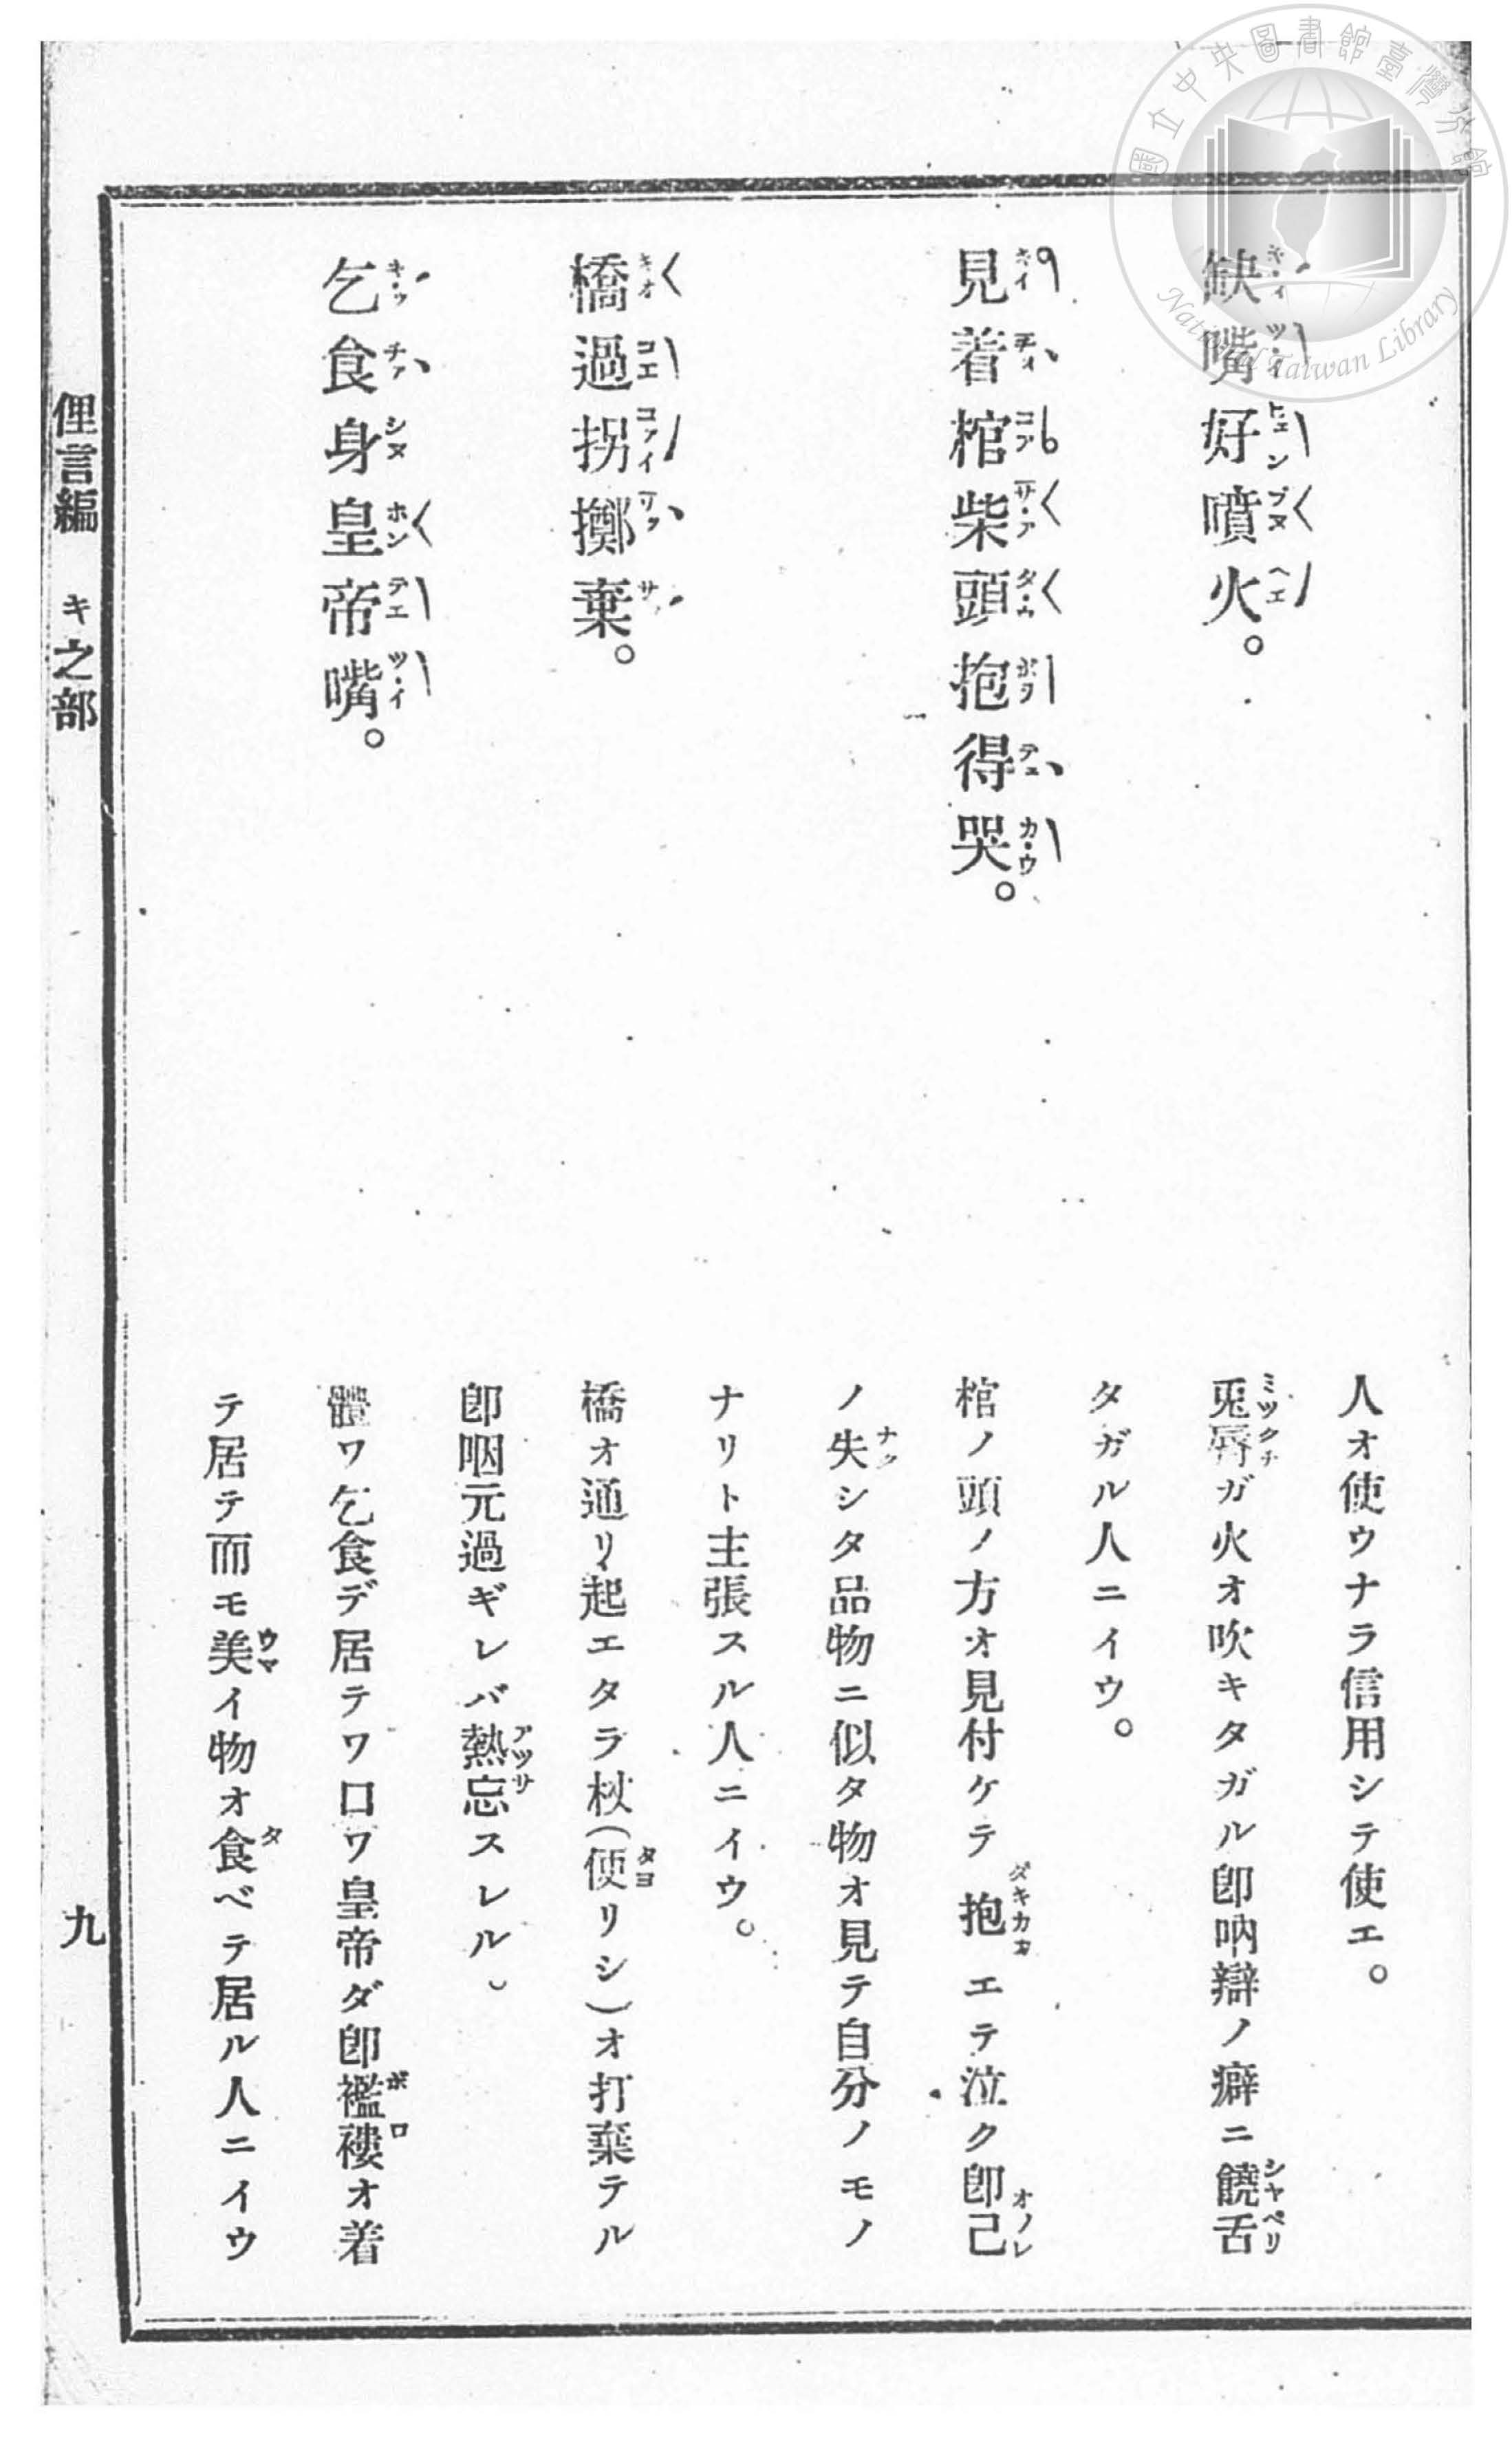 國立中央圖書館臺灣分館
National Taiwan Library
人オ使ウナラ信用シテ使エ。
缺嘴好噴火。
兎唇ガ火オ吹キタガル卽吶辯ノ癖ニ饒舌
タガル人ニイウ。
見着棺柴頭抱得哭。
棺ノ頭ノ方オ見付ケテ抱エテ泣ク卽己
ノ失シタ品物ニ似タ物オ見テ自分ノモノ
ナリト主張スル人ニイウ。
橋過拐擲棄。
橋オ通リ起エタラ杖(便リシ)オ打棄テル
卽咽元過ギレバ熱忘スレル。
乞食身皇帝嘴。
體ワ乞食デ居テワ口ワ皇帝ダ卽襤褸オ着
テ居テ而モ美イ物オ食ベテ居ル人ニイウ
俚言編 キ之部 九